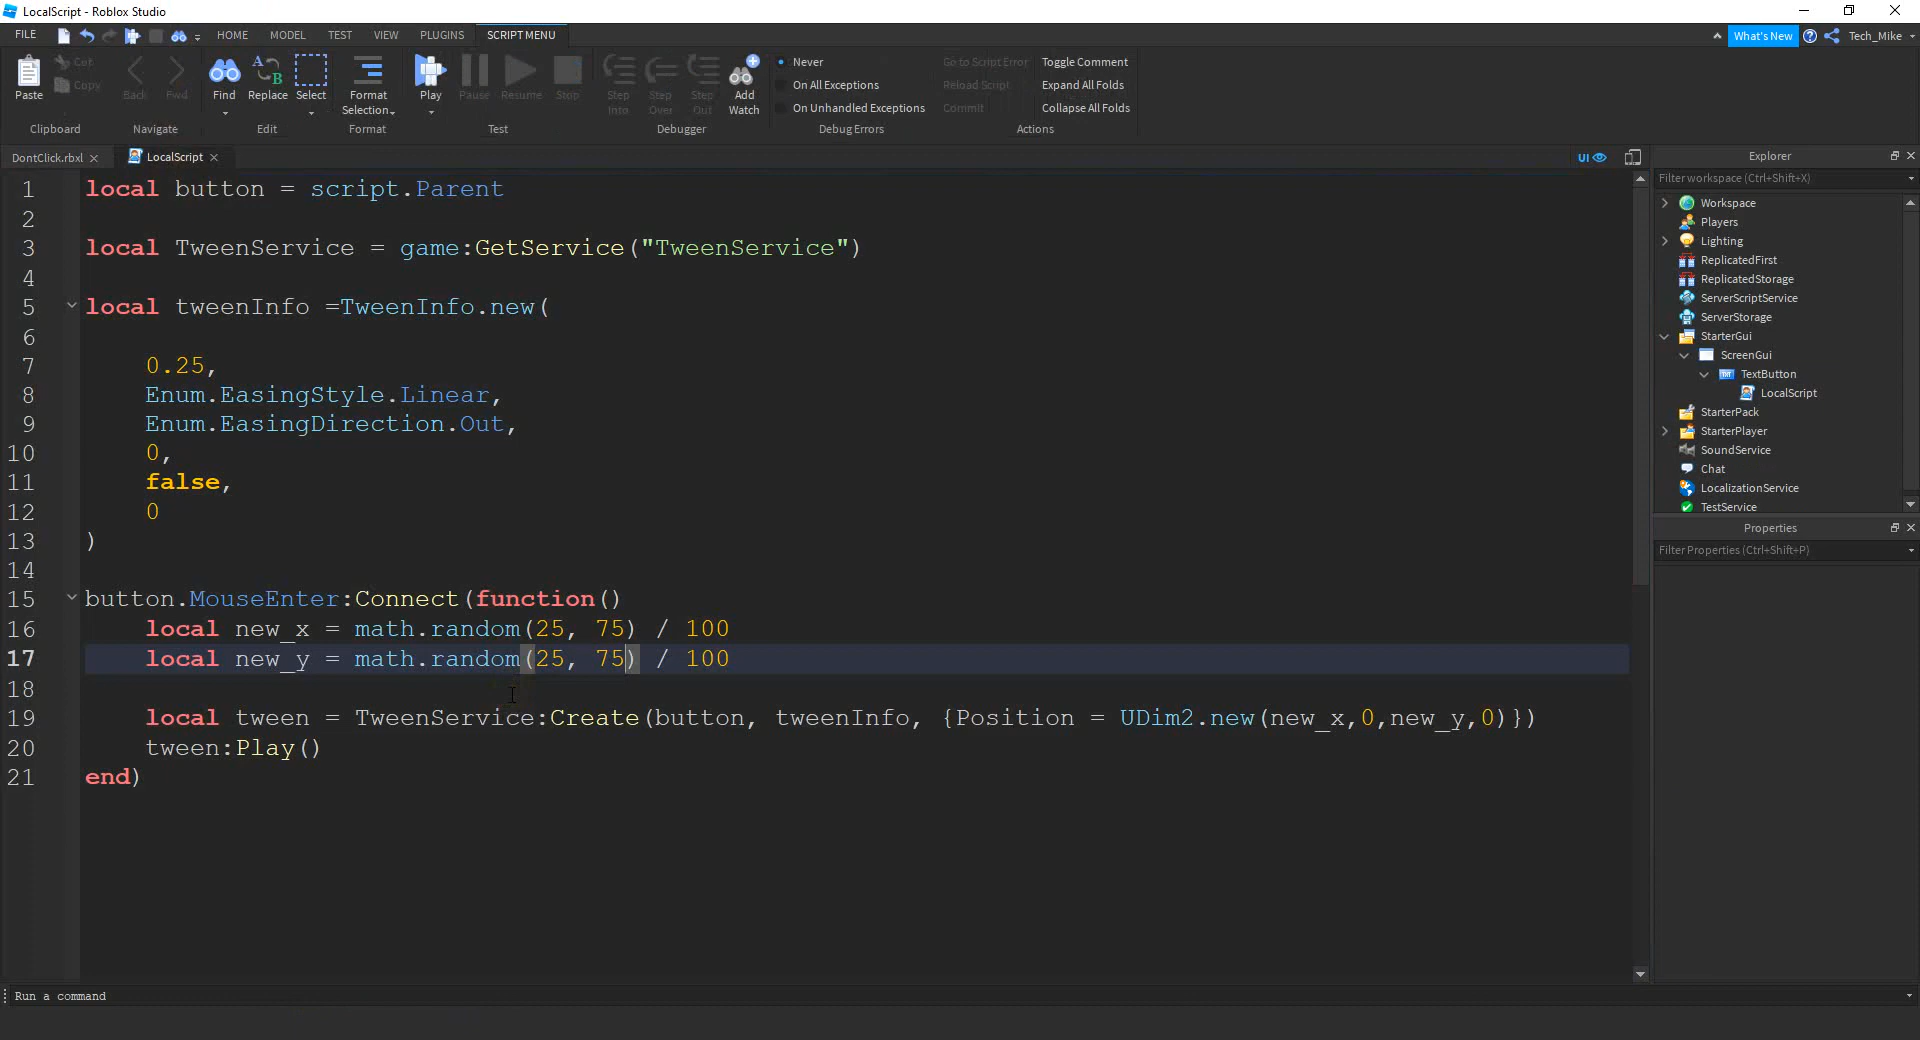 LocalScript - Roblox Studio
FILE HOME MODEL TEST VIEW PLUGINS SCRIPT MENU What's New Tech_Mike
Paste Cut Copy
Back Fwd
Find Replace Select
Format Selection
Play Pause Resume Stop
Step Into Step Over Step Out Add Watch
Never
On All Exceptions
On Unhandled Exceptions
Go to Script Error
Reload Script
Commit
Toggle Comment
Expand All Folds
Collapse All Folds
Clipboard Navigate Edit Format Test Debugger Debug Errors Actions
DontClick.rbxl LocalScript UI
1 local button = script.Parent
2
3 local TweenService = game:GetService("TweenService")
4
5 local tweenInfo =TweenInfo.new(
6
7 0.25,
8 Enum.EasingStyle.Linear,
9 Enum.EasingDirection.Out,
10 0,
11 false,
12 0
13 )
14
15 button.MouseEnter:Connect(function()
16 local new_x = math.random(25, 75) / 100
17 local new_y = math.random(25, 75) / 100
18
19 local tween = TweenService:Create(button, tweenInfo, {Position = UDim2.new(new_x,0,new_y,0)})
20 tween:Play()
21 end)
Run a command
Explorer
Filter workspace (Ctrl+Shift+X)
Workspace
Players
Lighting
ReplicatedFirst
ReplicatedStorage
ServerScriptService
ServerStorage
StarterGui
ScreenGui
TextButton
LocalScript
StarterPack
StarterPlayer
SoundService
Chat
LocalizationService
TestService
Properties
Filter Properties (Ctrl+Shift+P)